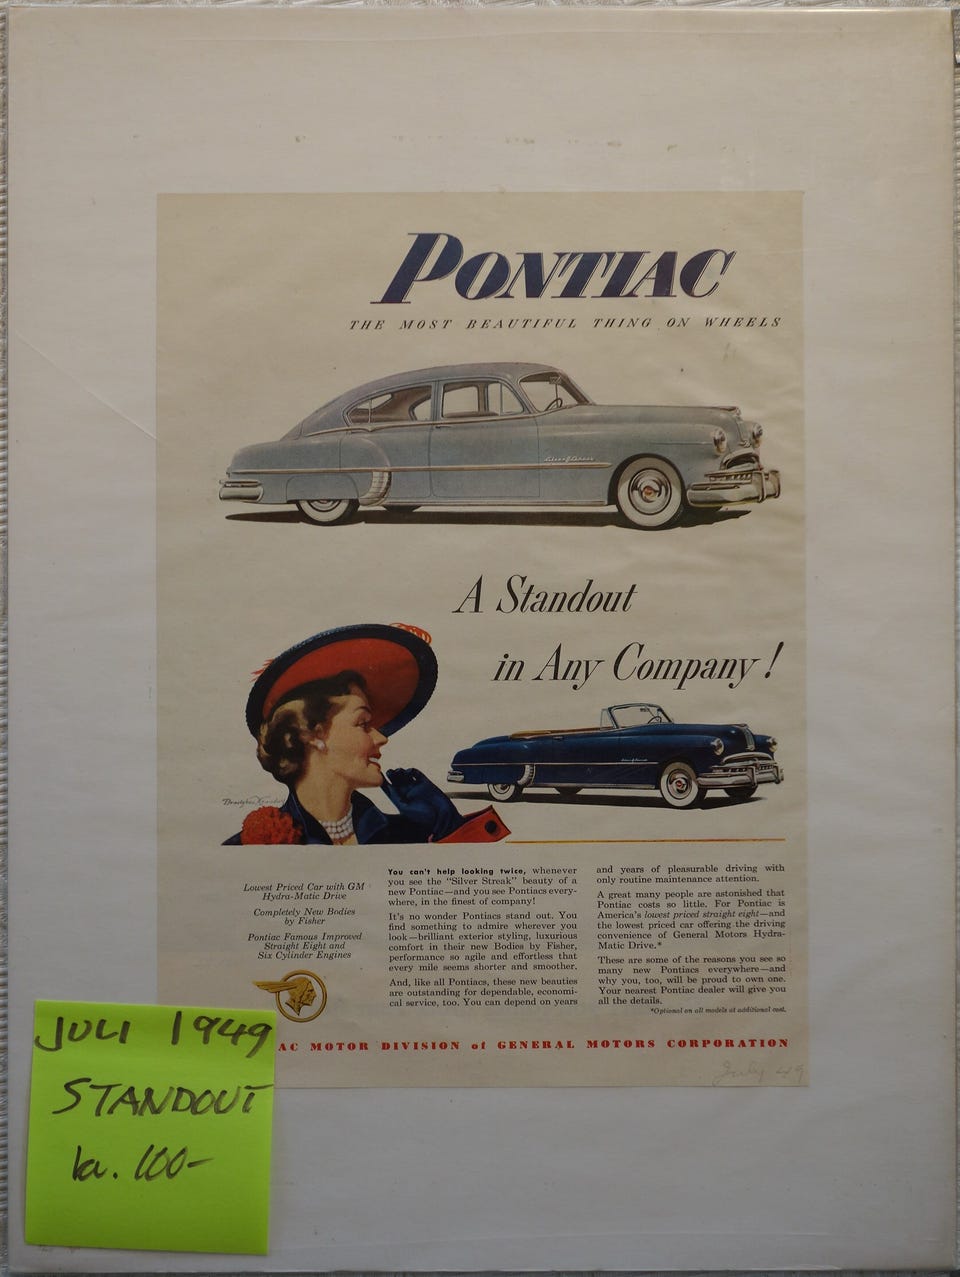 PONTIAC
THE MOST BEAUTIFUL THING ON WHEELS
Silver Streak
A Standout
in Any Company!
Lowest Priced Car with GM
Hydra-Matic Drive
Completely New Bodies
by Fisher
Pontiac Famous Improved
Straight Eight and
Six Cylinder Engines
You can't help looking twice, whenever
you see the "Silver Streak" beauty of a
new Pontiac—and you see Pontiacs every-
where, in the finest of company!
It's no wonder Pontiacs stand out. You
find something to admire wherever you
look—brilliant exterior styling, luxurious
comfort in their new Bodies by Fisher,
performance so agile and effortless that
every mile seems shorter and smoother.
And, like all Pontiacs, these new beauties
are outstanding for dependable, economi-
cal service, too. You can depend on years
and years of pleasurable driving with
only routine maintenance attention.
A great many people are astonished that
Pontiac costs so little. For Pontiac is
America's lowest priced straight eight—and
the lowest priced car offering the driving
convenience of General Motors Hydra-
Matic Drive.*
These are some of the reasons you see so
many new Pontiacs everywhere—and
why you, too, will be proud to own one.
Your nearest Pontiac dealer will give you
all the details.
*Optional on all models at additional cost.
AC MOTOR DIVISION of GENERAL MOTORS CORPORATION
July 49
JULI 1949
STANDOUT
kr. 100-